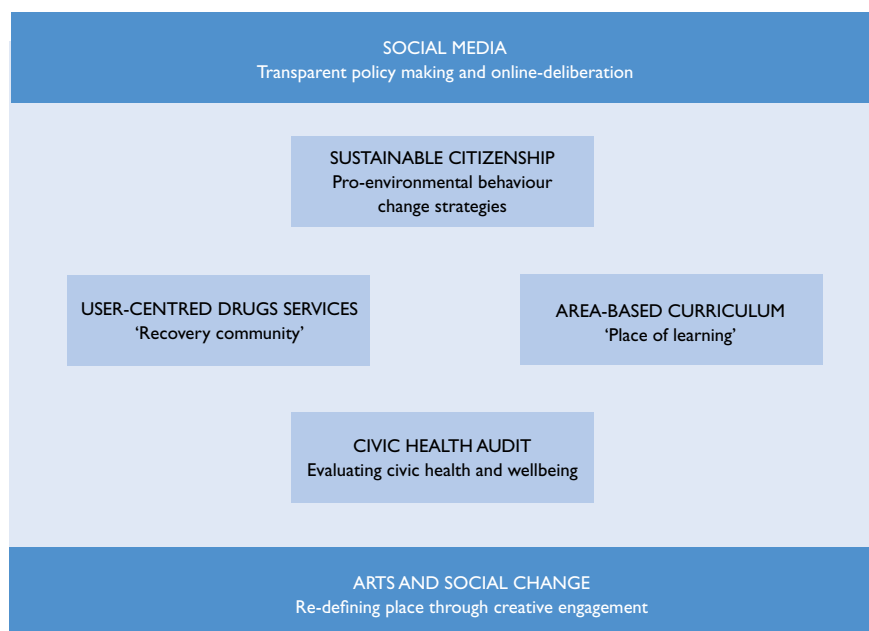 SOCIAL MEDIA
Transparent policy making and online-deliberation
SUSTAINABLE CITIZENSHIP
Pro-environmental behaviour
change strategies
USER-CENTRED DRUGS SERVICES
‘Recovery community’
AREA-BASED CURRICULUM
‘Place of learning’
CIVIC HEALTH AUDIT
Evaluating civic health and wellbeing
ARTS AND SOCIAL CHANGE
Re-defining place through creative engagement